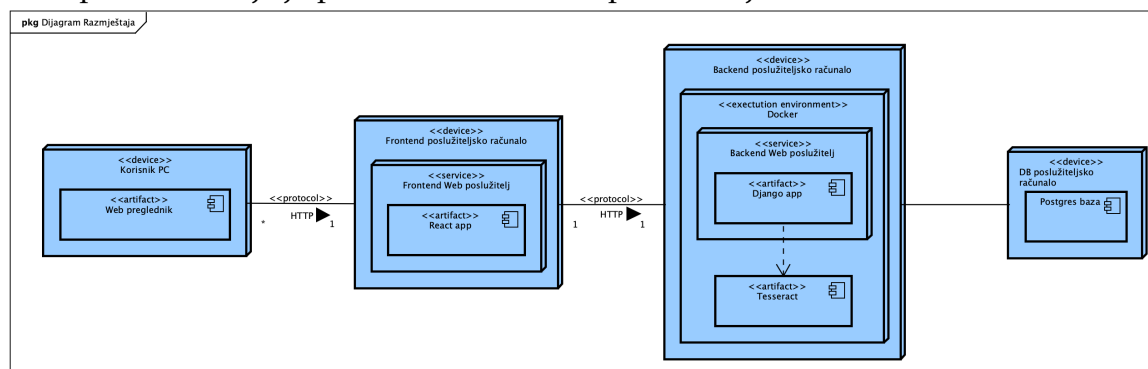 pkg Dijagram Razmještaja
<<device>>
Korisnik PC
<<artifact>>
Web preglednik
<<protocol>>
HTTP
*
1
<<device>>
Frontend poslužiteljsko računalo
<<service>>
Frontend Web poslužitelj
<<artifact>>
React app
<<protocol>>
HTTP
1
1
<<device>>
Backend poslužiteljsko računalo
<<exectution environment>>
Docker
<<service>>
Backend Web poslužitelj
<<artifact>>
Django app
<<artifact>>
Tesseract
<<device>>
DB poslužiteljsko
računalo
Postgres baza